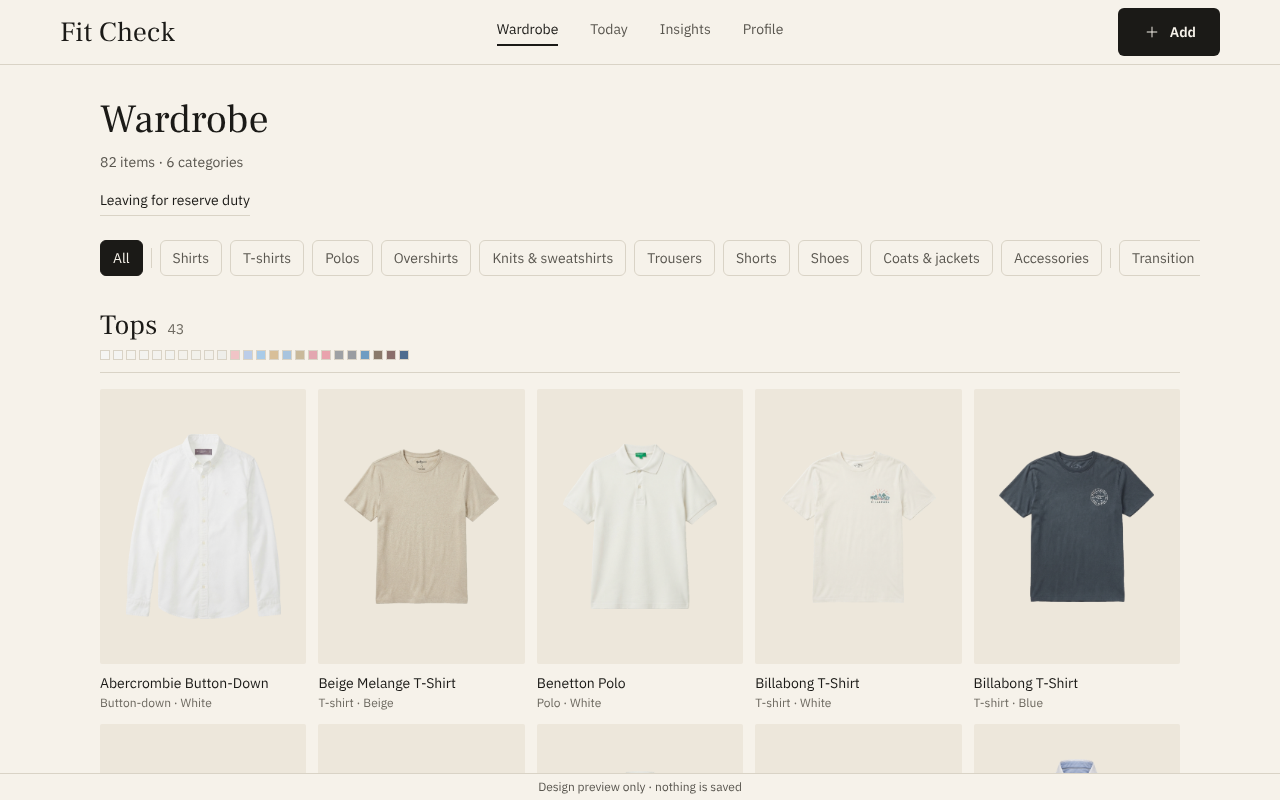 Fit Check
Wardrobe
Today
Insights
Profile
Add
Wardrobe
82 items · 6 categories
Leaving for reserve duty
All
Shirts
T-shirts
Polos
Overshirts
Knits & sweatshirts
Trousers
Shorts
Shoes
Coats & jackets
Accessories
Transition
Tops 43
Abercrombie Button-Down
Button-down · White
Beige Melange T-Shirt
T-shirt · Beige
Benetton Polo
Polo · White
Billabong T-Shirt
T-shirt · White
Billabong T-Shirt
T-shirt · Blue
Design preview only · nothing is saved